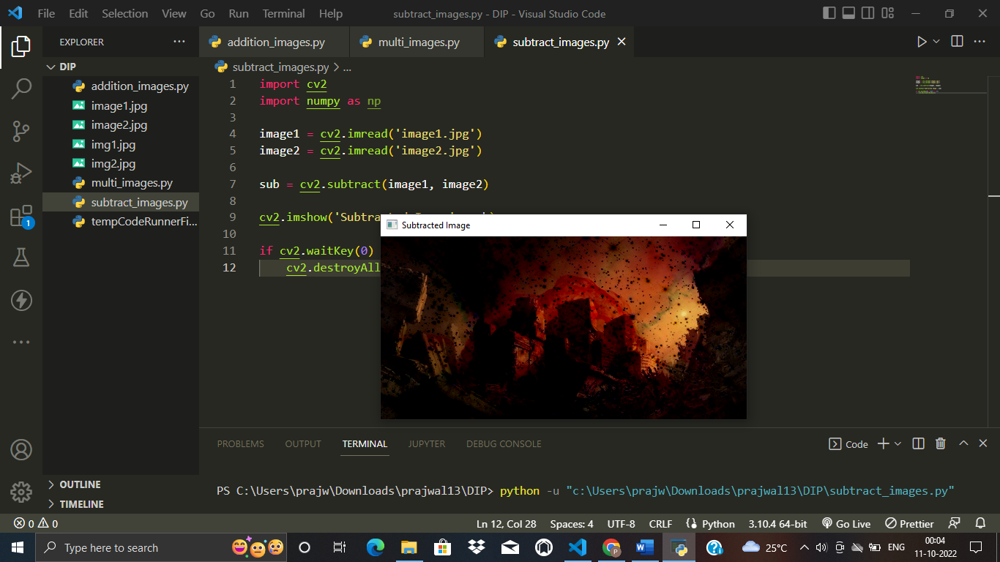 File Edit Selection View Go Run Terminal Help subtract_images.py - DIP - Visual Studio Code
EXPLORER
DIP
addition_images.py
image1.jpg
image2.jpg
img1.jpg
img2.jpg
multi_images.py
subtract_images.py
tempCodeRunnerFi...
OUTLINE
TIMELINE
1
addition_images.py multi_images.py subtract_images.py
subtract_images.py > ...
1 import cv2
2 import numpy as np
3
4 image1 = cv2.imread('image1.jpg')
5 image2 = cv2.imread('image2.jpg')
6
7 sub = cv2.subtract(image1, image2)
8
9 cv2.imshow('Subtracted
10
11 if cv2.waitKey(0)
12 cv2.destroyAll
Subtracted Image
PROBLEMS OUTPUT TERMINAL JUPYTER DEBUG CONSOLE Code
PS C:\Users\prajw\Downloads\prajwal13\DIP> python -u "c:\Users\prajw\Downloads\prajwal13\DIP\subtract_images.py"
0 0 Ln 12, Col 28 Spaces: 4 UTF-8 CRLF Python 3.10.4 64-bit Go Live Prettier
Type here to search 25°C ENG 00:04
11-10-2022